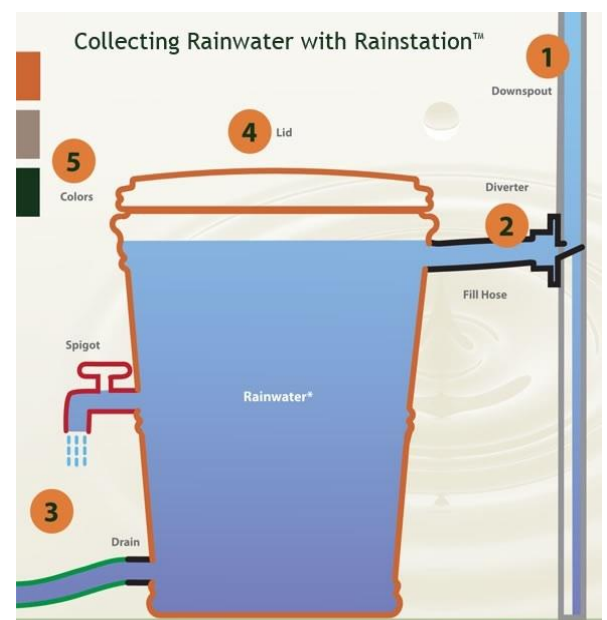 Collecting Rainwater with Rainstation™
1
Downspout
4
Lid
5
Colors
Diverter
2
Fill Hose
Spigot
Rainwater*
3
Drain